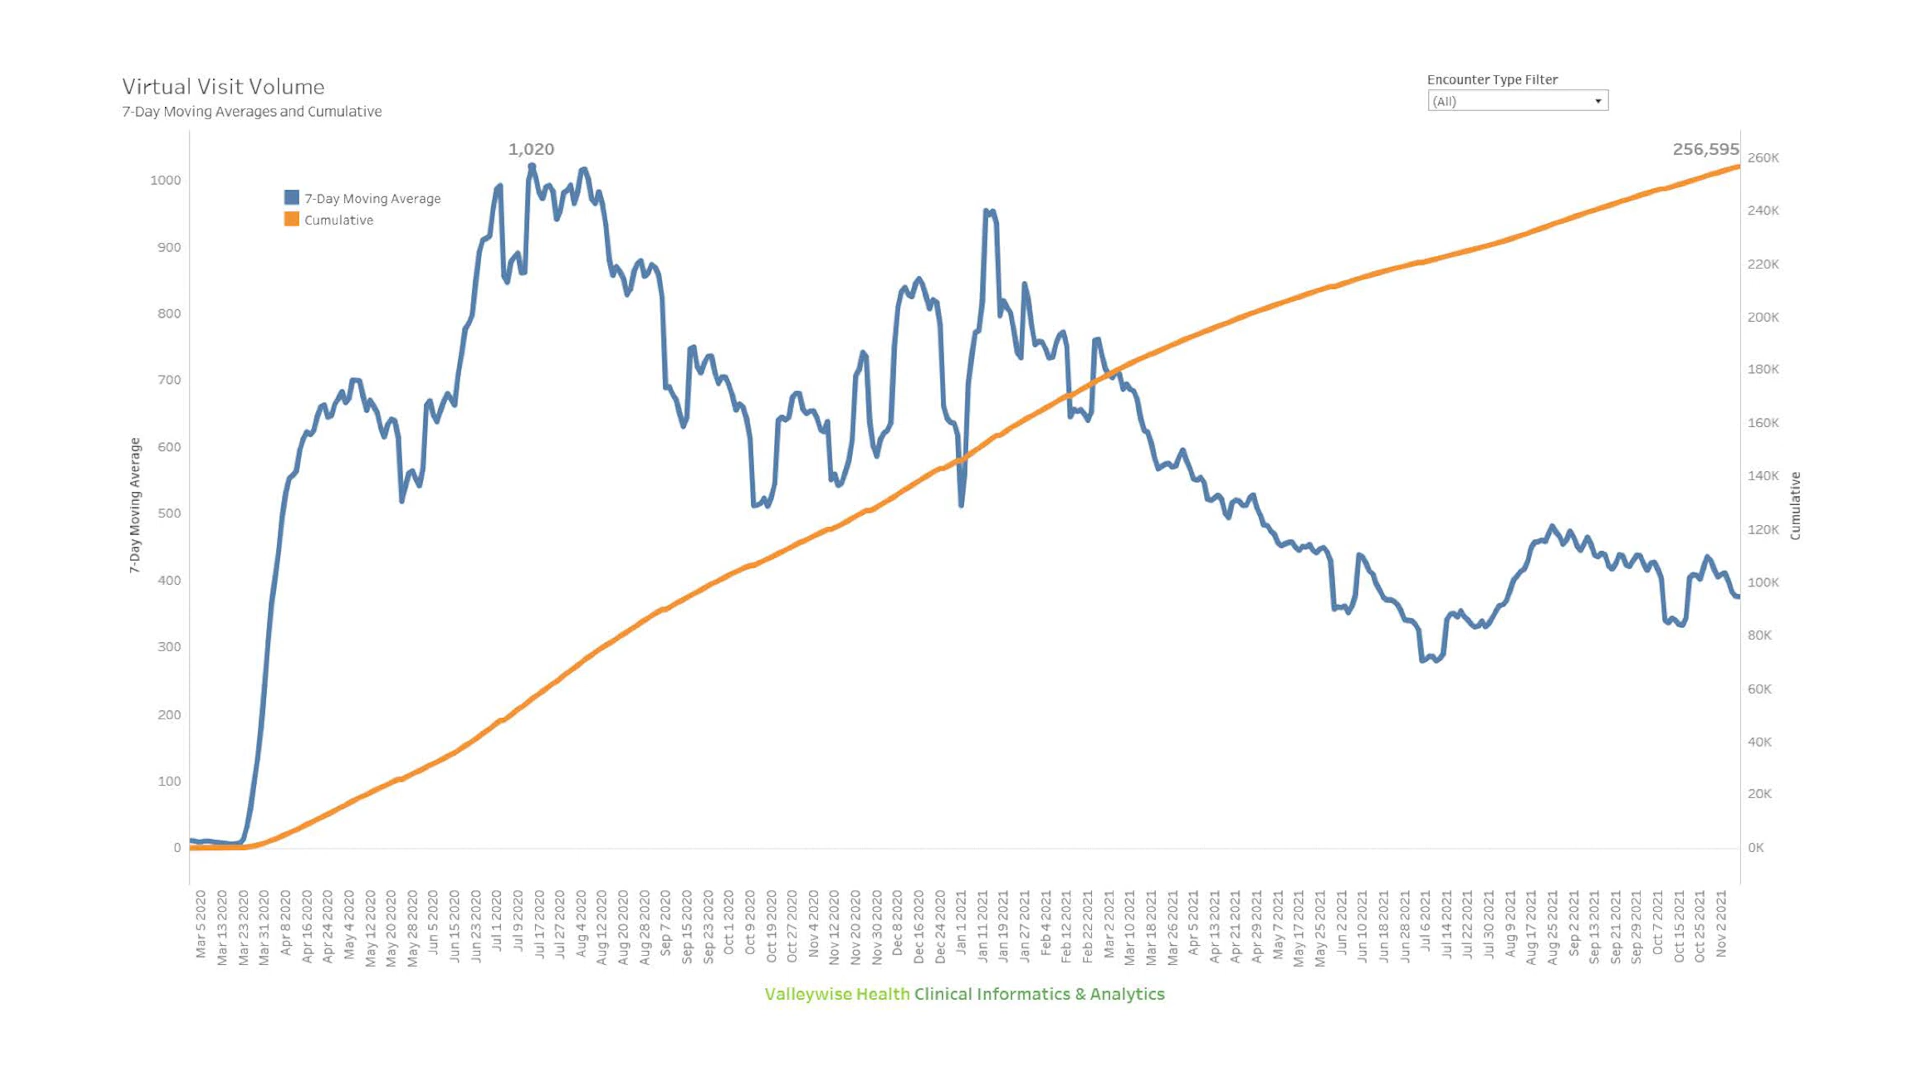 Virtual Visit Volume
7-Day Moving Averages and Cumulative
Encounter Type Filter
(All)
1,020
256,595
7-Day Moving Average
Cumulative
1000
900
800
700
600
500
400
300
200
100
0
7-Day Moving Average
260K
240K
220K
200K
180K
160K
140K
120K
100K
80K
60K
40K
20K
0K
Cumulative
Mar 5 2020
Mar 13 2020
Mar 23 2020
Mar 31 2020
Apr 8 2020
Apr 16 2020
Apr 24 2020
May 4 2020
May 12 2020
May 20 2020
May 28 2020
Jun 5 2020
Jun 15 2020
Jun 23 2020
Jul 1 2020
Jul 9 2020
Jul 17 2020
Jul 27 2020
Aug 4 2020
Aug 12 2020
Aug 20 2020
Aug 28 2020
Sep 7 2020
Sep 15 2020
Sep 23 2020
Oct 1 2020
Oct 9 2020
Oct 19 2020
Oct 27 2020
Nov 4 2020
Nov 12 2020
Nov 20 2020
Nov 30 2020
Dec 8 2020
Dec 16 2020
Dec 24 2020
Jan 1 2021
Jan 11 2021
Jan 19 2021
Jan 27 2021
Feb 4 2021
Feb 12 2021
Feb 22 2021
Mar 2 2021
Mar 10 2021
Mar 18 2021
Mar 26 2021
Apr 5 2021
Apr 13 2021
Apr 21 2021
Apr 29 2021
May 7 2021
May 17 2021
May 25 2021
Jun 2 2021
Jun 10 2021
Jun 18 2021
Jun 28 2021
Jul 6 2021
Jul 14 2021
Jul 22 2021
Jul 30 2021
Aug 9 2021
Aug 17 2021
Aug 25 2021
Sep 2 2021
Sep 13 2021
Sep 21 2021
Sep 29 2021
Oct 7 2021
Oct 15 2021
Oct 25 2021
Nov 2 2021
Valleywise Health Clinical Informatics & Analytics